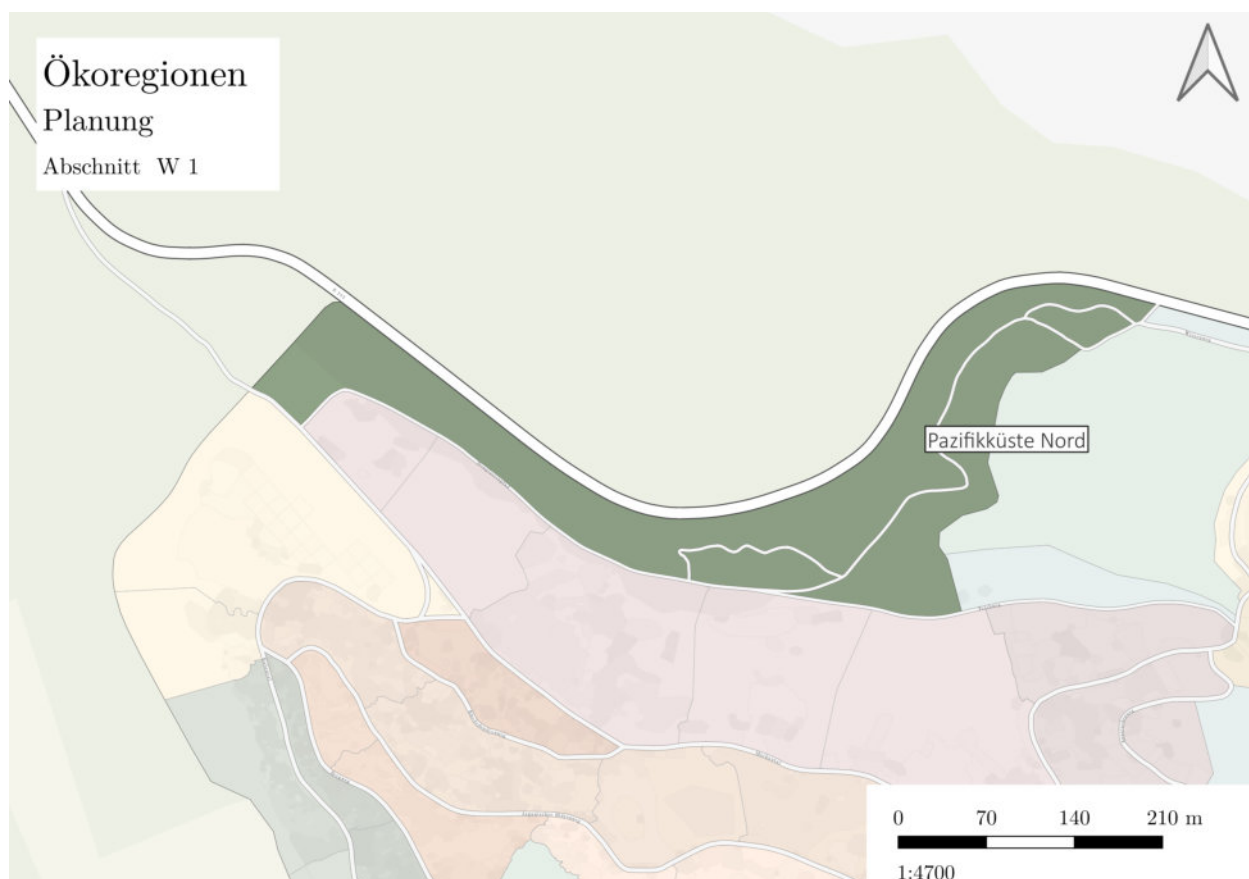 Ökoregionen
Planung
Abschnitt W 1
Pazifikküste Nord
0 70 140 210 m
1:4700